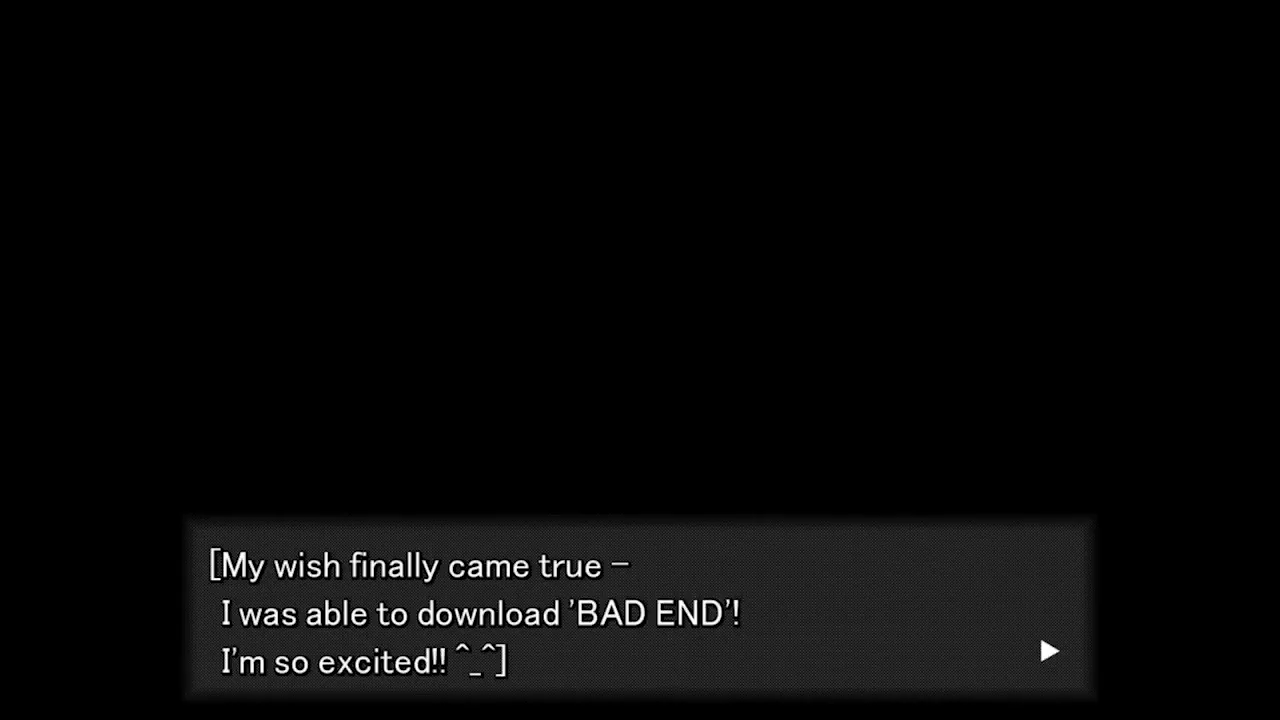 [My wish finally came true –
I was able to download 'BAD END'!
I'm so excited!! ^_^]